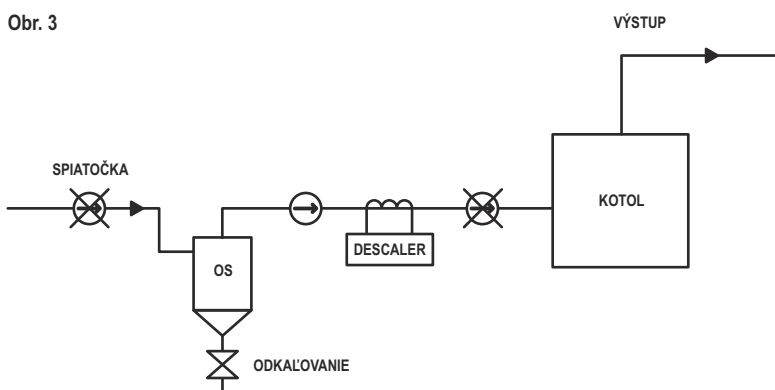 Obr. 3
VÝSTUP
SPIATOČKA
KOTOL
DESCALER
OS
ODKAĽOVANIE